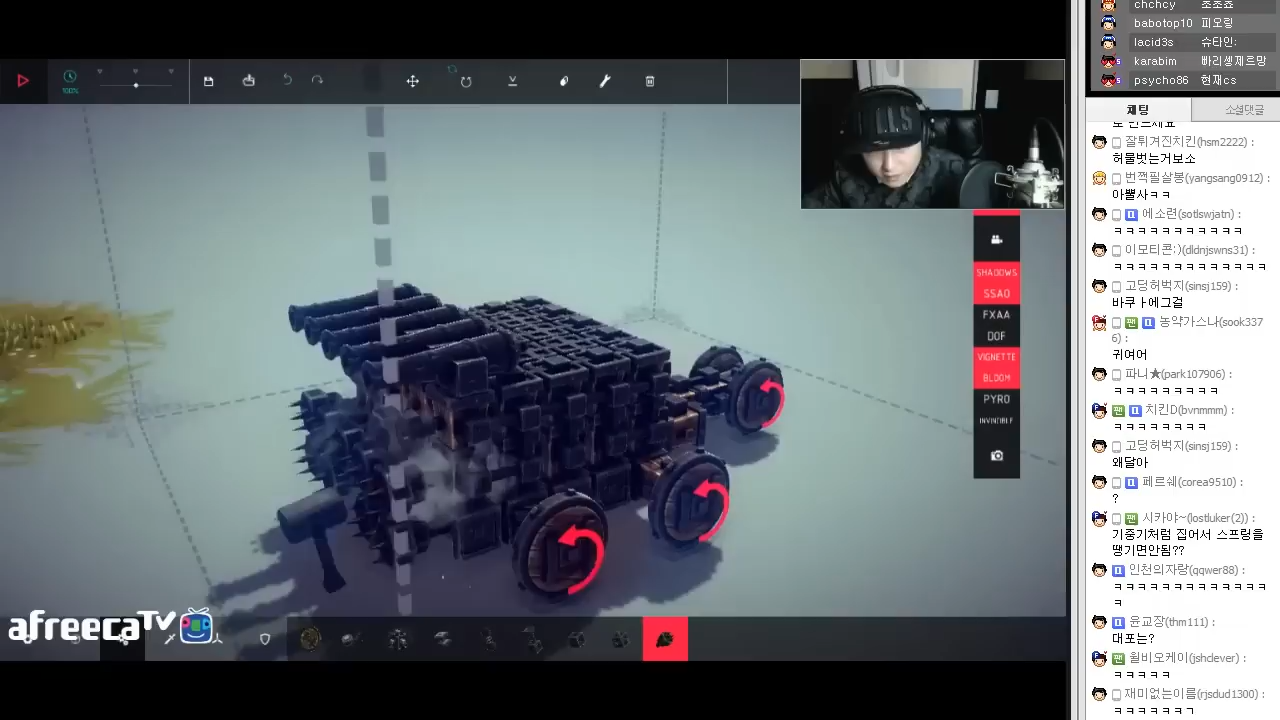 chchcy 조조죠
babotop10 피오링
lacid3s 슈타인:
karabim 빠리셍제르망
psycho86 현재cs
100%
채팅
소셜댓글
잘튀겨진치킨(hsm2222) :
허물벗는거보소
번쩍필살봉(yangsang0912) :
아뿔사ㅋㅋ
에소련(sotlswjatn) :
ㅋㅋㅋㅋㅋㅋㅋㅋㅋㅋㅋ
이모티콘:)(dldnjswns31) :
ㅋㅋㅋㅋㅋㅋㅋㅋㅋㅋㅋㅋㅋ
고딩허벅지(sinsj159) :
바쿠ㅏ에그걸
농약가스나(sook337
6) :
귀여어
파니★(park107906) :
ㅋㅋㅋㅋㅋㅋㅋㅋㅋ
치킨D(bvnmmm) :
ㅋㅋㅋㅋㅋㅋㅋㅋ
고딩허벅지(sinsj159) :
왜달아
페르쉐(corea9510) :
?
시카야~(lostluker(2)) :
기중기처럼 집어서 스프링을
땡기면안됨??
인천의자랑(qqwer88) :
ㅋㅋㅋㅋㅋㅋㅋㅋㅋㅋㅋㅋㅋ
ㅋ
윤교장(thm111) :
대포는?
윌비오케이(jshclever) :
ㅋㅋㅋㅋㅋ
재미없는이름(rjsdud1300) :
ㅋㅋㅋㅋㅋㅋㄱ
SHADOWS
SSAO
FXAA
DOF
VIGNETTE
BLOOM
PYRO
INVINCIBLE
afreecaTV